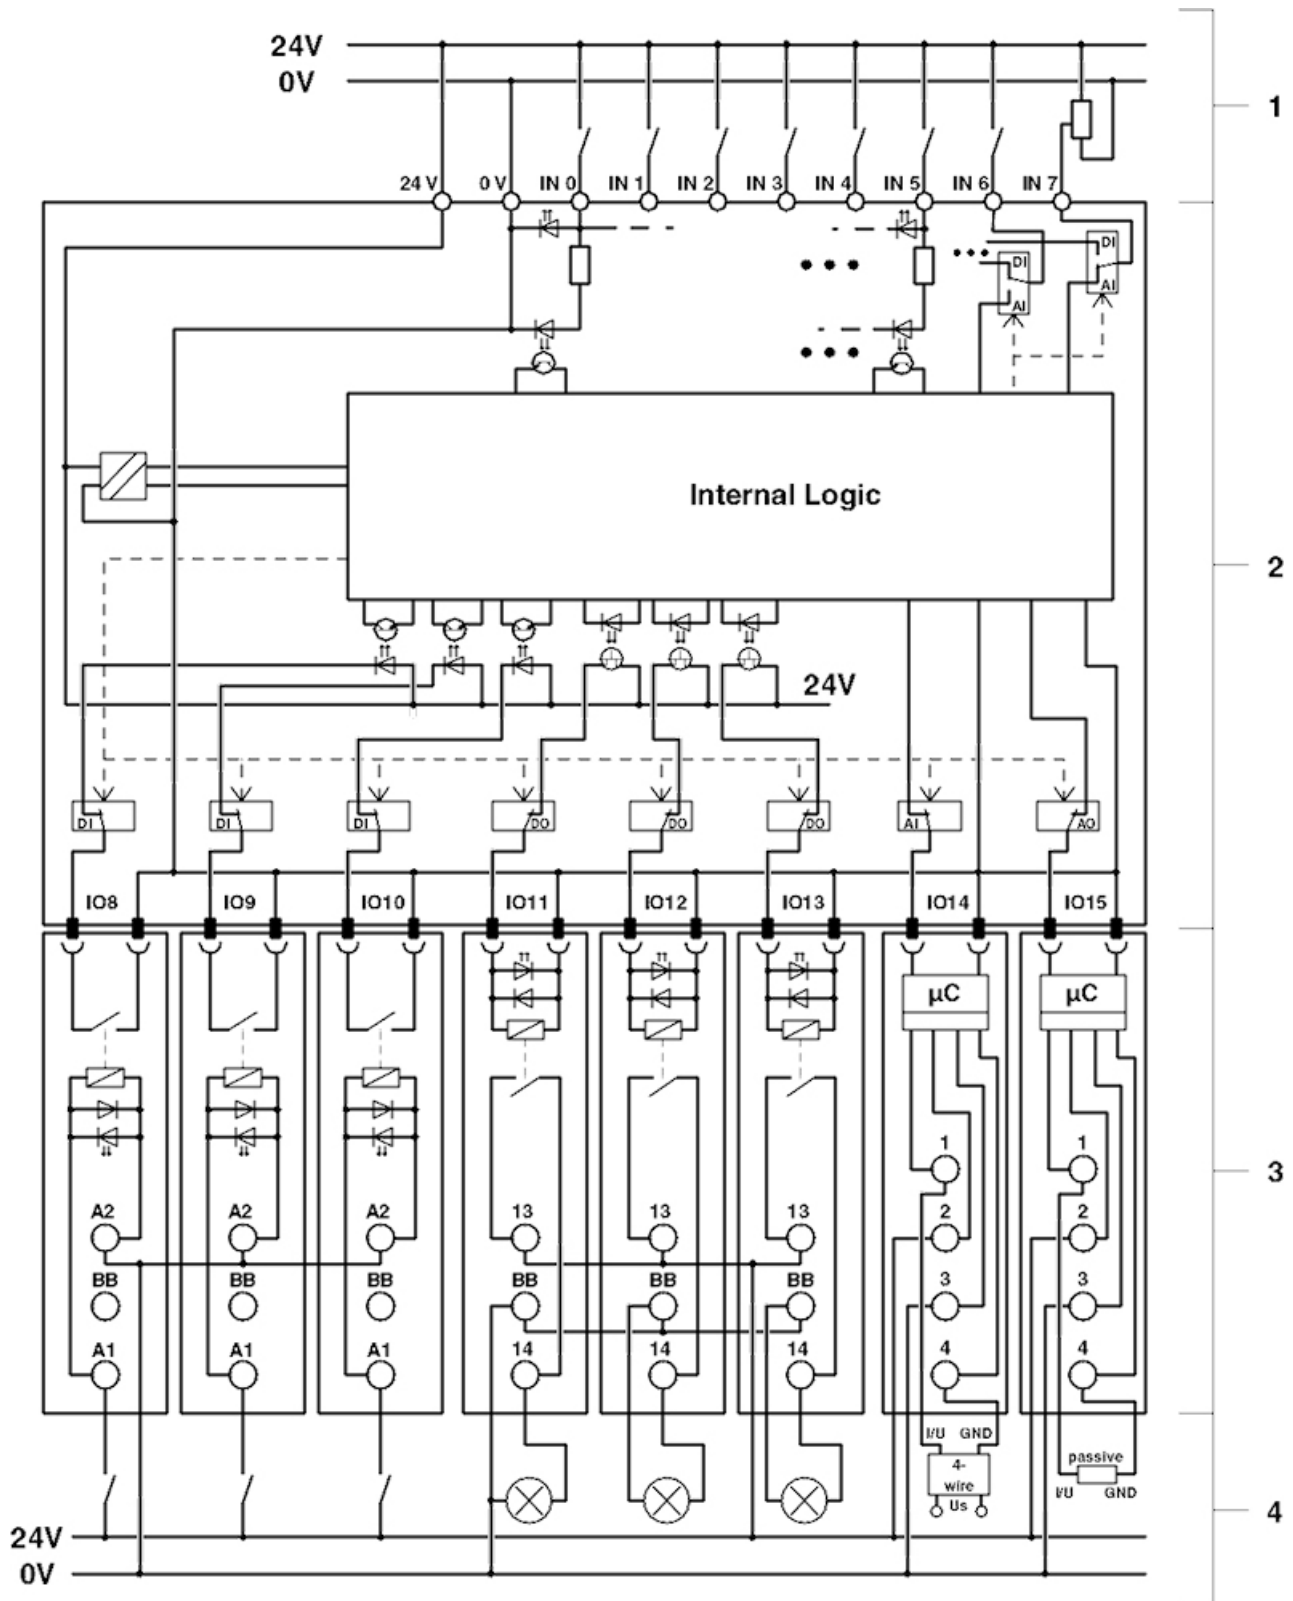 24V
0V
1
24 V 0 V IN 0 IN 1 IN 2 IN 3 IN 4 IN 5 IN 6 IN 7
DI
DI
AI
AI
Internal Logic
2
24V
DI DI DI DO DO DO AI AO
IO8 IO9 IO10 IO11 IO12 IO13 IO14 IO15
µC µC
1 1
3
A2 A2 A2 13 13 13 2 2
BB BB BB BB BB BB 3 3
A1 A1 A1 14 14 14 4 4
I/U GND
passive
4-
wire
I/U GND
Us
4
24V
0V